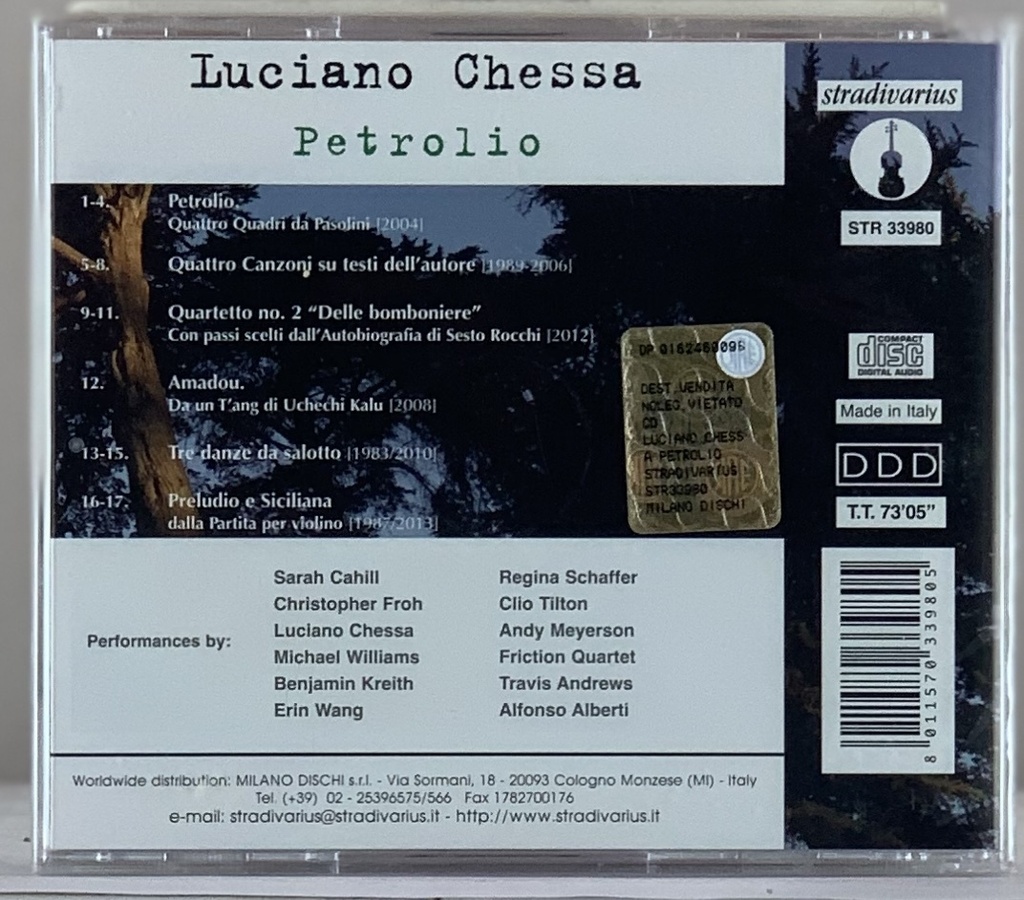 Luciano Chessa
Petrolio
1-4. Petrolio.
Quattro Quadri da Pasolini [2004]
5-8. Quattro Canzoni su testi dell'autore [1989-2006]
9-11. Quartetto no. 2 “Delle bomboniere”
Con passi scelti dall'Autobiografia di Sesto Rocchi [2012]
12. Amadou.
Da un T'ang di Uchechi Kalu [2008]
13-15. Tre danze da salotto [1983/2010]
16-17. Preludio e Siciliana
dalla Partita per violino [1987/2013]
DEST.VENDITA
NOLEG.VIETATO
CD
LUCIANO CHESS
A PETROLIO
STRADIVARIUS
STR33980
MILANO DISCHI
Performances by:
Sarah Cahill
Christopher Froh
Luciano Chessa
Michael Williams
Benjamin Kreith
Erin Wang
Regina Schaffer
Clio Tilton
Andy Meyerson
Friction Quartet
Travis Andrews
Alfonso Alberti
Worldwide distribution: MILANO DISCHI s.r.l. - Via Sormani, 18 - 20093 Cologno Monzese (MI) - Italy
Tel. (+39) 02 - 25396575/566 Fax 1782700176
e-mail: stradivarius@stradivarius.it - http://www.stradivarius.it
stradivarius
STR 33980
COMPACT
disc
DIGITAL AUDIO
Made in Italy
DDD
T.T. 73'05”
8 011570 339805